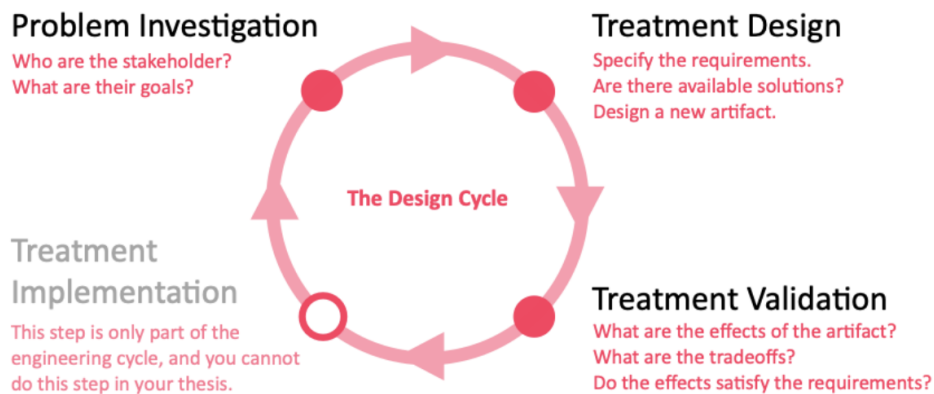 Problem Investigation
Who are the stakeholder?
What are their goals?
Treatment Design
Specify the requirements.
Are there available solutions?
Design a new artifact.
The Design Cycle
Treatment
Implementation
This step is only part of the
engineering cycle, and you cannot
do this step in your thesis.
Treatment Validation
What are the effects of the artifact?
What are the tradeoffs?
Do the effects satisfy the requirements?